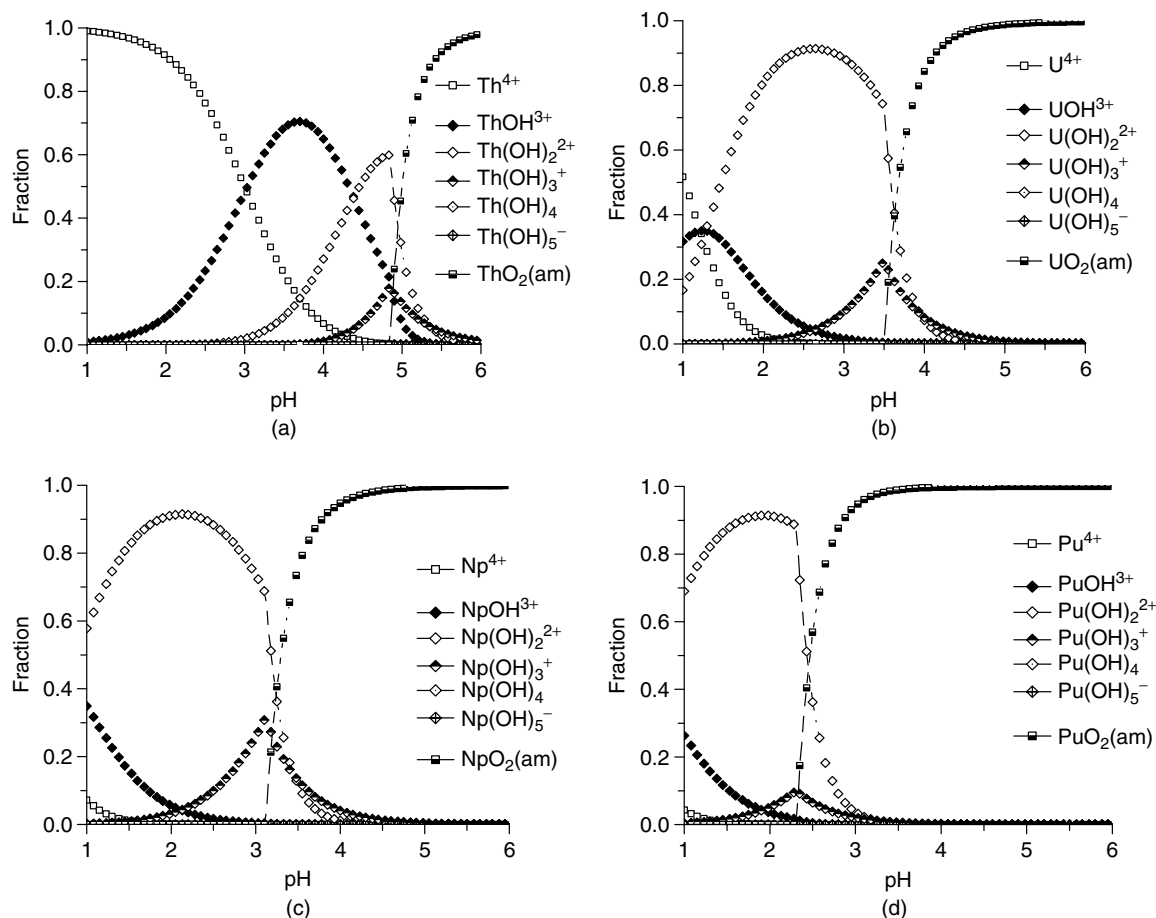 1.0
0.8
0.6
0.4
0.2
0.0
Fraction
1 2 3 4 5 6
pH
(a)
Th⁴⁺
ThOH³⁺
Th(OH)₂²⁺
Th(OH)₃⁺
Th(OH)₄
Th(OH)₅⁻
ThO₂(am)
1.0
0.8
0.6
0.4
0.2
0.0
Fraction
1 2 3 4 5 6
pH
(b)
U⁴⁺
UOH³⁺
U(OH)₂²⁺
U(OH)₃⁺
U(OH)₄
U(OH)₅⁻
UO₂(am)
1.0
0.8
0.6
0.4
0.2
0.0
Fraction
1 2 3 4 5 6
pH
(c)
Np⁴⁺
NpOH³⁺
Np(OH)₂²⁺
Np(OH)₃⁺
Np(OH)₄
Np(OH)₅⁻
NpO₂(am)
1.0
0.8
0.6
0.4
0.2
0.0
Fraction
1 2 3 4 5 6
pH
(d)
Pu⁴⁺
PuOH³⁺
Pu(OH)₂²⁺
Pu(OH)₃⁺
Pu(OH)₄
Pu(OH)₅⁻
PuO₂(am)